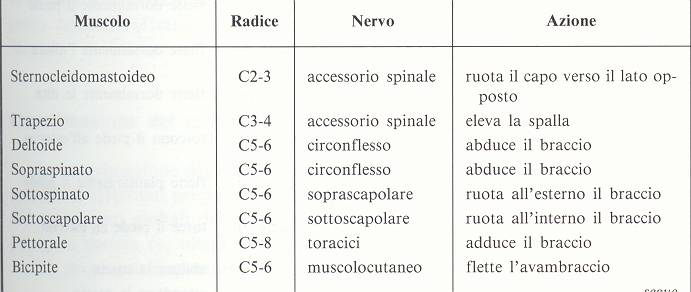 Muscolo Radice Nervo Azione
Sternocleidomastoideo C2-3 accessorio spinale ruota il capo verso il lato op-
posto
Trapezio C3-4 accessorio spinale eleva la spalla
Deltoide C5-6 circonflesso abduce il braccio
Sopraspinato C5-6 circonflesso abduce il braccio
Sottospinato C5-6 soprascapolare ruota all'esterno il braccio
Sottoscapolare C5-6 sottoscapolare ruota all'interno il braccio
Pettorale C5-8 toracici adduce il braccio
Bicipite C5-6 muscolocutaneo flette l'avambraccio